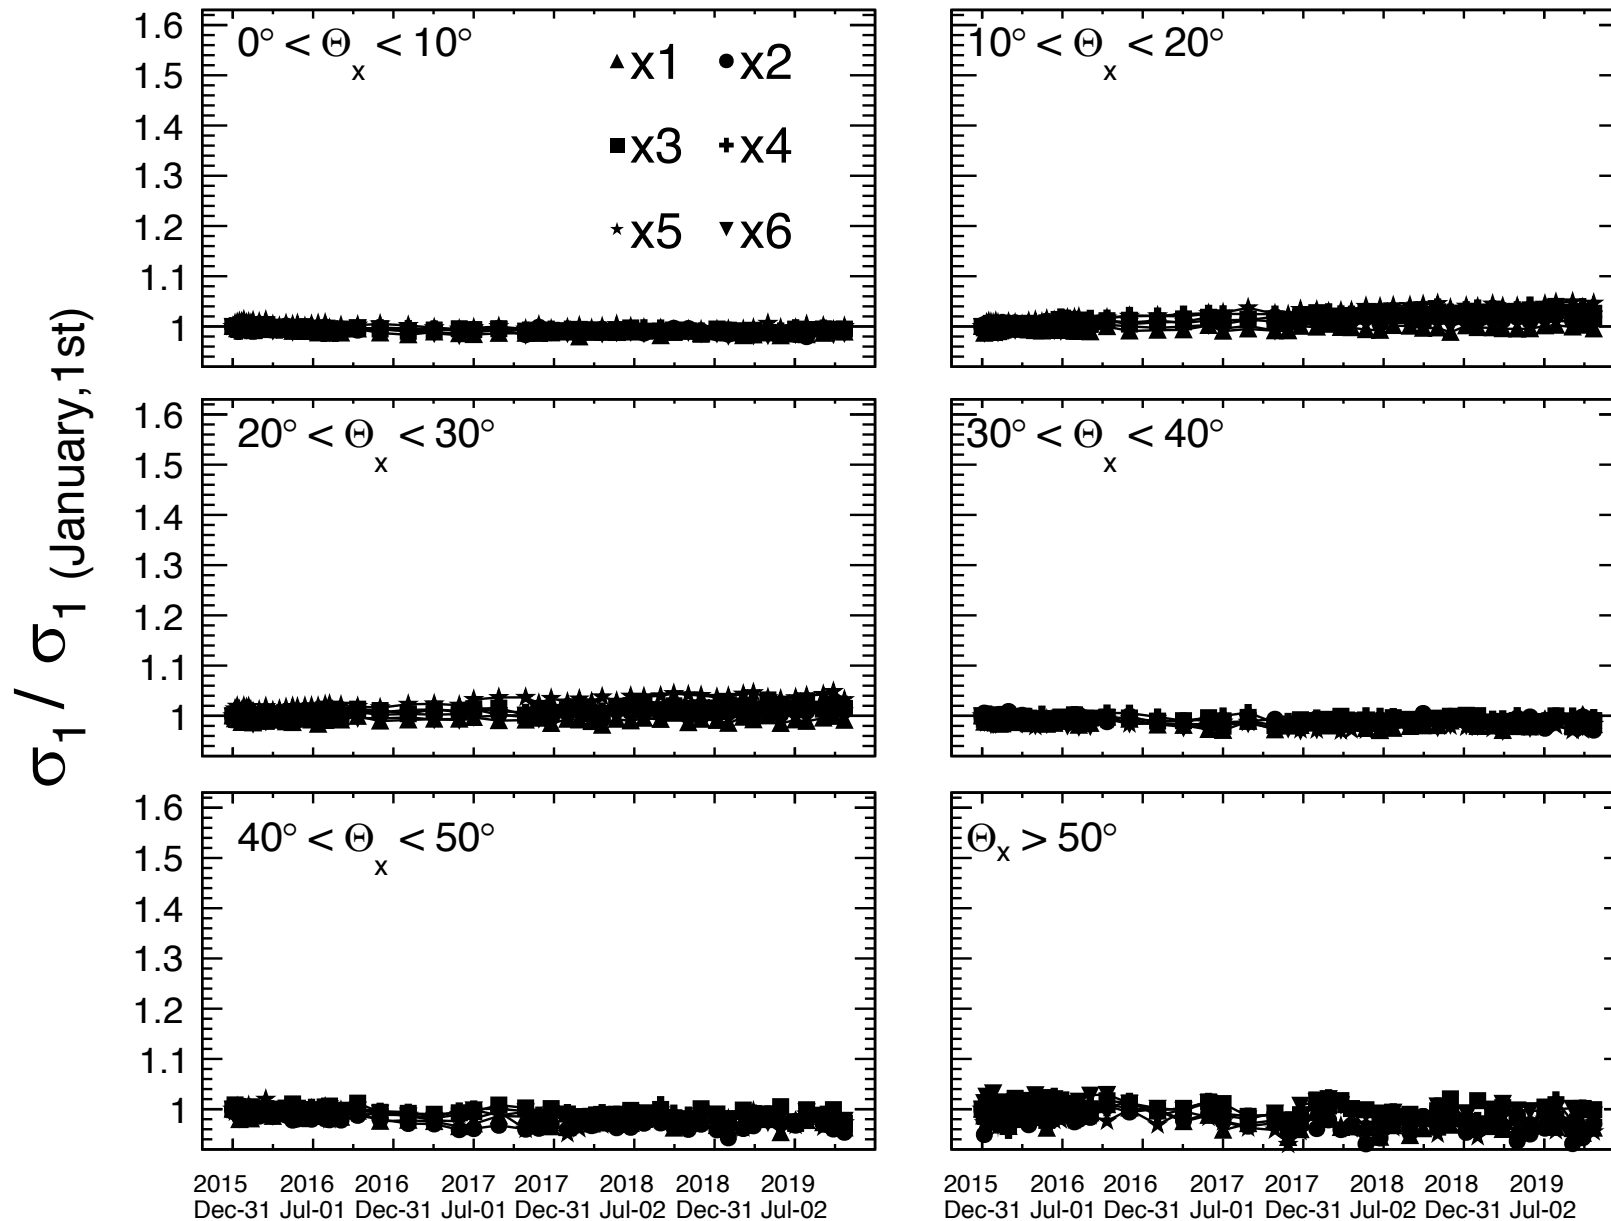 σ1 / σ1 (January,1st)
0° < Θx < 10°
▲x1 ●x2
■x3 ✚x4
★x5 ▼x6
1.6
1.5
1.4
1.3
1.2
1.1
1
10° < Θx < 20°
20° < Θx < 30°
1.6
1.5
1.4
1.3
1.2
1.1
1
30° < Θx < 40°
40° < Θx < 50°
1.6
1.5
1.4
1.3
1.2
1.1
1
Θx > 50°
2015 2016 2016 2017 2017 2018 2018 2019
Dec-31 Jul-01 Dec-31 Jul-01 Dec-31 Jul-02 Dec-31 Jul-02
2015 2016 2016 2017 2017 2018 2018 2019
Dec-31 Jul-01 Dec-31 Jul-01 Dec-31 Jul-02 Dec-31 Jul-02